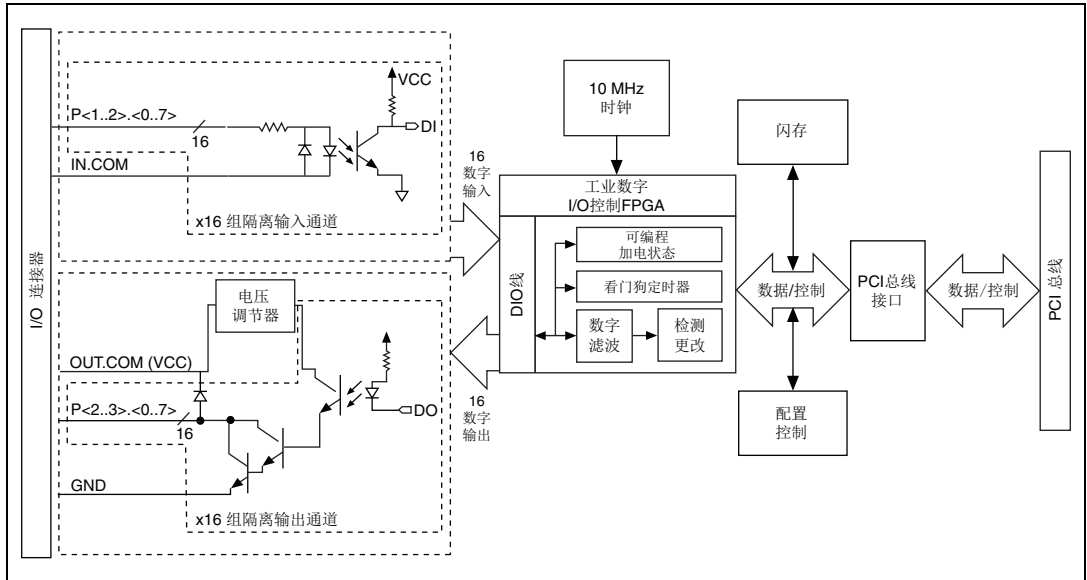 I/O 连接器
P<1..2>.<0..7>
16
IN.COM
VCC
DI
x16 组隔离输入通道
16
数字
输入
电压
调节器
OUT.COM (VCC)
P<2..3>.<0..7>
16
GND
DO
x16 组隔离输出通道
16
数字
输出
10 MHz
时钟
工业数字
I/O控制FPGA
DIO线
可编程
加电状态
看门狗定时器
数字
滤波
检测
更改
闪存
数据/控制
配置
控制
PCI总线
接口
数据/控制
PCI 总线